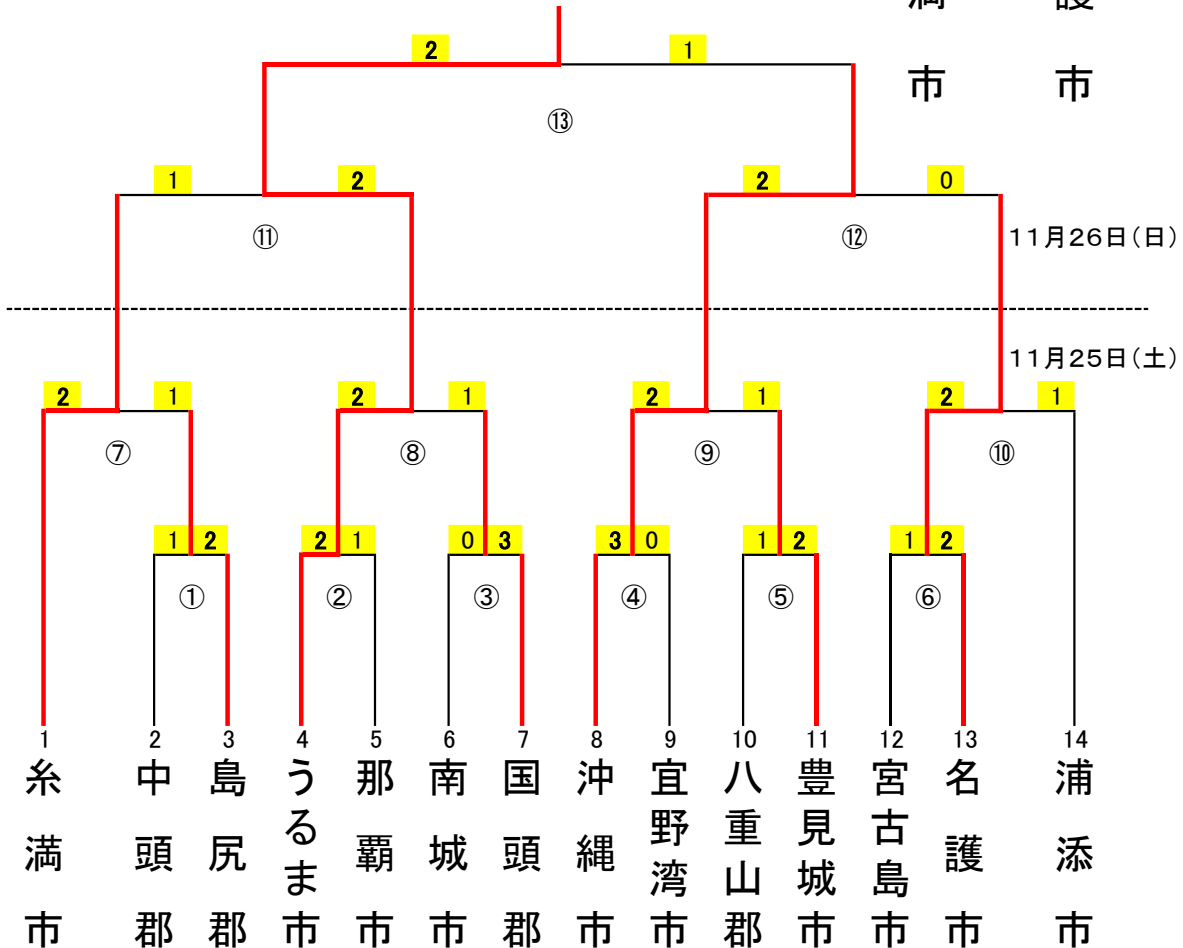 満市
護市
2
1
⑬
1
2
2
0
⑪
⑫
11月26日(日)
11月25日(土)
2
1
2
1
2
1
2
1
⑦
⑧
⑨
⑩
1
2
2
1
0
3
3
0
1
2
1
2
①
②
③
④
⑤
⑥
1
2
3
4
5
6
7
8
9
10
11
12
13
14
糸満市
中頭郡
島尻郡
うるま市
那覇市
南城市
国頭郡
沖縄市
宜野湾市
八重山郡
豊見城市
宮古島市
名護市
浦添市